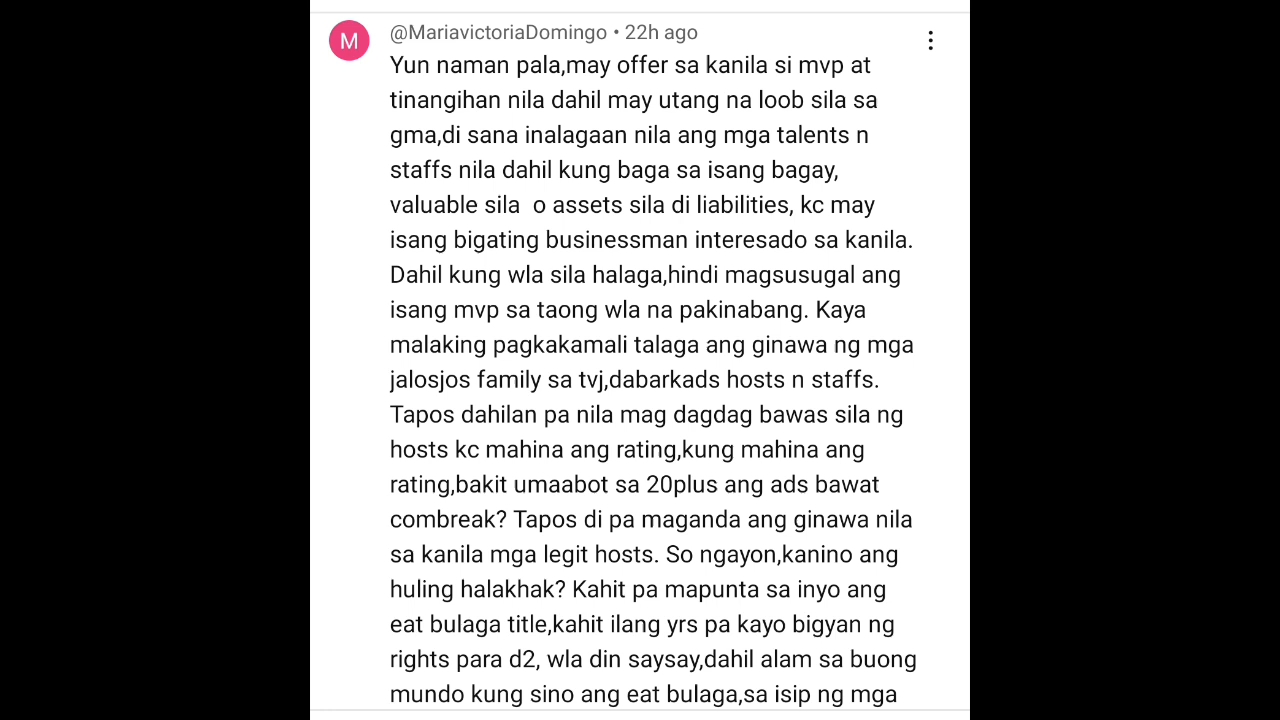 M
@MariavictoriaDomingo • 22h ago
Yun naman pala,may offer sa kanila si mvp at
tinangihan nila dahil may utang na loob sila sa
gma,di sana inalagaan nila ang mga talents n
staffs nila dahil kung baga sa isang bagay,
valuable sila  o assets sila di liabilities, kc may
isang bigating businessman interesado sa kanila.
Dahil kung wla sila halaga,hindi magsusugal ang
isang mvp sa taong wla na pakinabang. Kaya
malaking pagkakamali talaga ang ginawa ng mga
jalosjos family sa tvj,dabarkads hosts n staffs.
Tapos dahilan pa nila mag dagdag bawas sila ng
hosts kc mahina ang rating,kung mahina ang
rating,bakit umaabot sa 20plus ang ads bawat
combreak? Tapos di pa maganda ang ginawa nila
sa kanila mga legit hosts. So ngayon,kanino ang
huling halakhak? Kahit pa mapunta sa inyo ang
eat bulaga title,kahit ilang yrs pa kayo bigyan ng
rights para d2, wla din saysay,dahil alam sa buong
mundo kung sino ang eat bulaga,sa isip ng mga